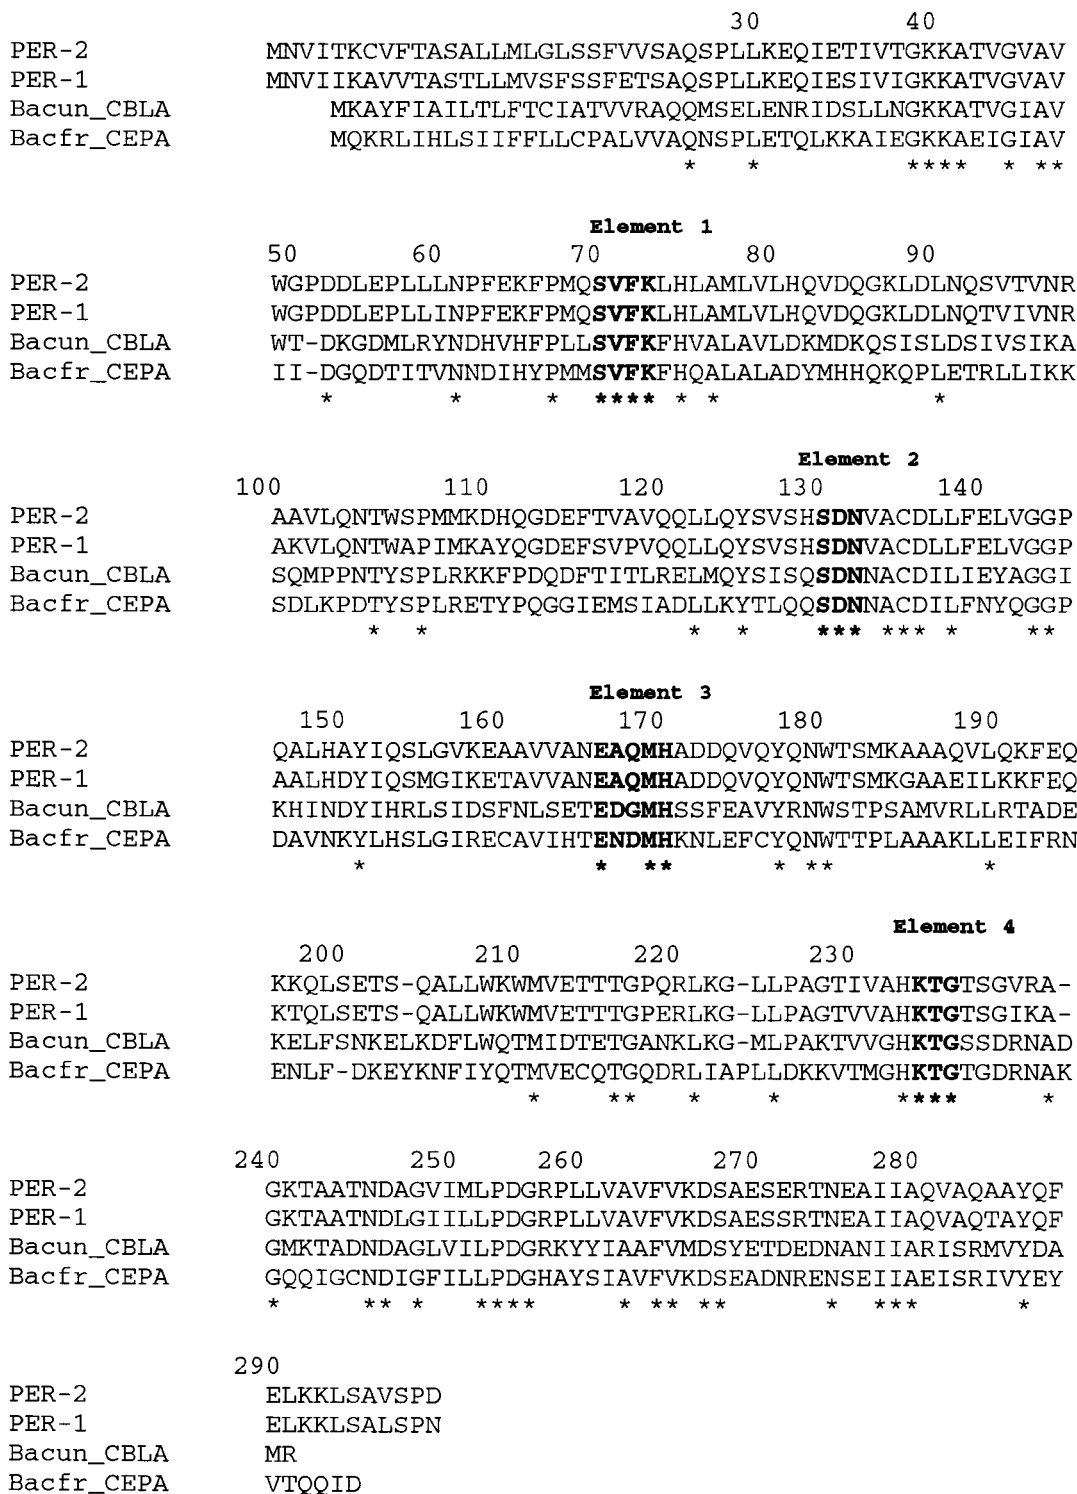 30 40
PER-2 MNVITKCVFTASALLMLGLSSFVVSAQSPLLKEQIETIVTGKKATVGVAV
PER-1 MNVIIKAVVTASTLLMVSFSSFETSAQSPLLKEQIESIVIGKKATVGVAV
Bacun_CBLA MKAYFIAILTLFTCIATVVRAQQMSELENRIDSLLNGKKATVGIAV
Bacfr_CEPA MQKRLIHLSIIFFLLCPALVVAQNSPLETQLKKAIEGKKAEIGIAV
* * **** * **
Element 1
50 60 70 80 90
PER-2 WGPDDLEPLLLNPFEKFPMQSVFKLHLAMLVLHQVDQGKLDLNQSVTVNR
PER-1 WGPDDLEPLLINPFEKFPMQSVFKLHLAMLVLHQVDQGKLDLNQTVIVNR
Bacun_CBLA WT-DKGDMLRYNDHVHFPLLSVFKFHVALAVLDKMDKQSISLDSIVSIKA
Bacfr_CEPA II-DGQDTITVNNDIHYPMMSVFKFHQALALADYMHHQKQPLETRLLIKK
* * * **** * * *
Element 2
100 110 120 130 140
PER-2 AAVLQNTWSPMMKDHQGDEFTVAVQQLLQYSVSHSDNVACDLLFELVGGP
PER-1 AKVLQNTWAPIMKAYQGDEFSVPVQQLLQYSVSHSDNVACDLLFELVGGP
Bacun_CBLA SQMPPNTYSPLRKKFPDQDFTITLRELMQYSISQSDNNACDILIEYAGGI
Bacfr_CEPA SDLKPDTYSPLRETYPQGGIEMSIADLLKYTLQQSDNNACDILFNYQGGP
* * * * *** *** * **
Element 3
150 160 170 180 190
PER-2 QALHAYIQSLGVKEAAVVANEAQMHADDQVQYQNWTSMKAAAQVLQKFEQ
PER-1 AALHDYIQSMGIKETAVVANEAQMHADDQVQYQNWTSMKGAAEILKKFEQ
Bacun_CBLA KHINDYIHRLSIDSFNLSETEDGMHSSFEAVYRNWSTPSAMVRLLRTADE
Bacfr_CEPA DAVNKYLHSLGIRECAVIHTENDMHKNLEFCYQNWTTPLAAAKLLEIFRN
* * ** * ** *
Element 4
200 210 220 230
PER-2 KKQLSETS-QALLWKWMVETTTGPQRLKG-LLPAGTIVAHKTGTSGVRA-
PER-1 KTQLSETS-QALLWKWMVETTTGPERLKG-LLPAGTVVAHKTGTSGIKA-
Bacun_CBLA KELFSNKELKDFLWQTMIDTETGANKLKG-MLPAKTVVGHKTGSSDRNAD
Bacfr_CEPA ENLF-DKEYKNFIYQTMVECQTGQDRLIAPLLDKKVTMGHKTGTGDRNAK
* ** * * **** *
240 250 260 270 280
PER-2 GKTAATNDAGVIMLPDGRPLLVAVFVKDSAESERTNEAIIAQVAQAAYQF
PER-1 GKTAATNDLGIILLPDGRPLLVAVFVKDSAESSRTNEAIIAQVAQTAYQF
Bacun_CBLA GMKTADNDAGLVILPDGRKYYIAAFVMDSYETDEDNANIIARISRMVYDA
Bacfr_CEPA GQQIGCNDIGFILLPDGHAYSIAVFVKDSEADNRENSEIIAEISRIVYEY
* ** * **** * ** ** * *** *
290
PER-2 ELKKLSAVSPD
PER-1 ELKKLSALSPN
Bacun_CBLA MR
Bacfr_CEPA VTQQID